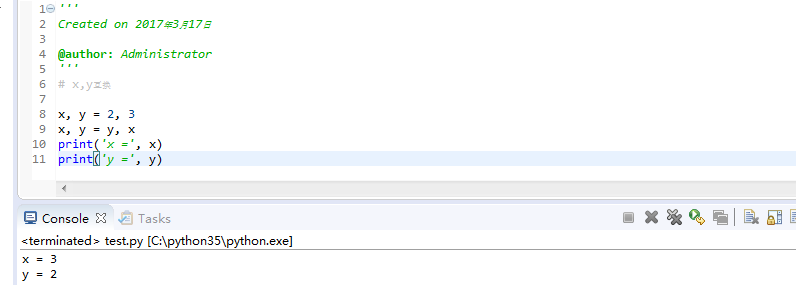 1 '''
2 Created on 2017年3月17日
3
4 @author: Administrator
5 '''
6 # x,y互换
7
8 x, y = 2, 3
9 x, y = y, x
10 print('x =', x)
11 print('y =', y)
Console Tasks
<terminated> test.py [C:\python35\python.exe]
x = 3
y = 2